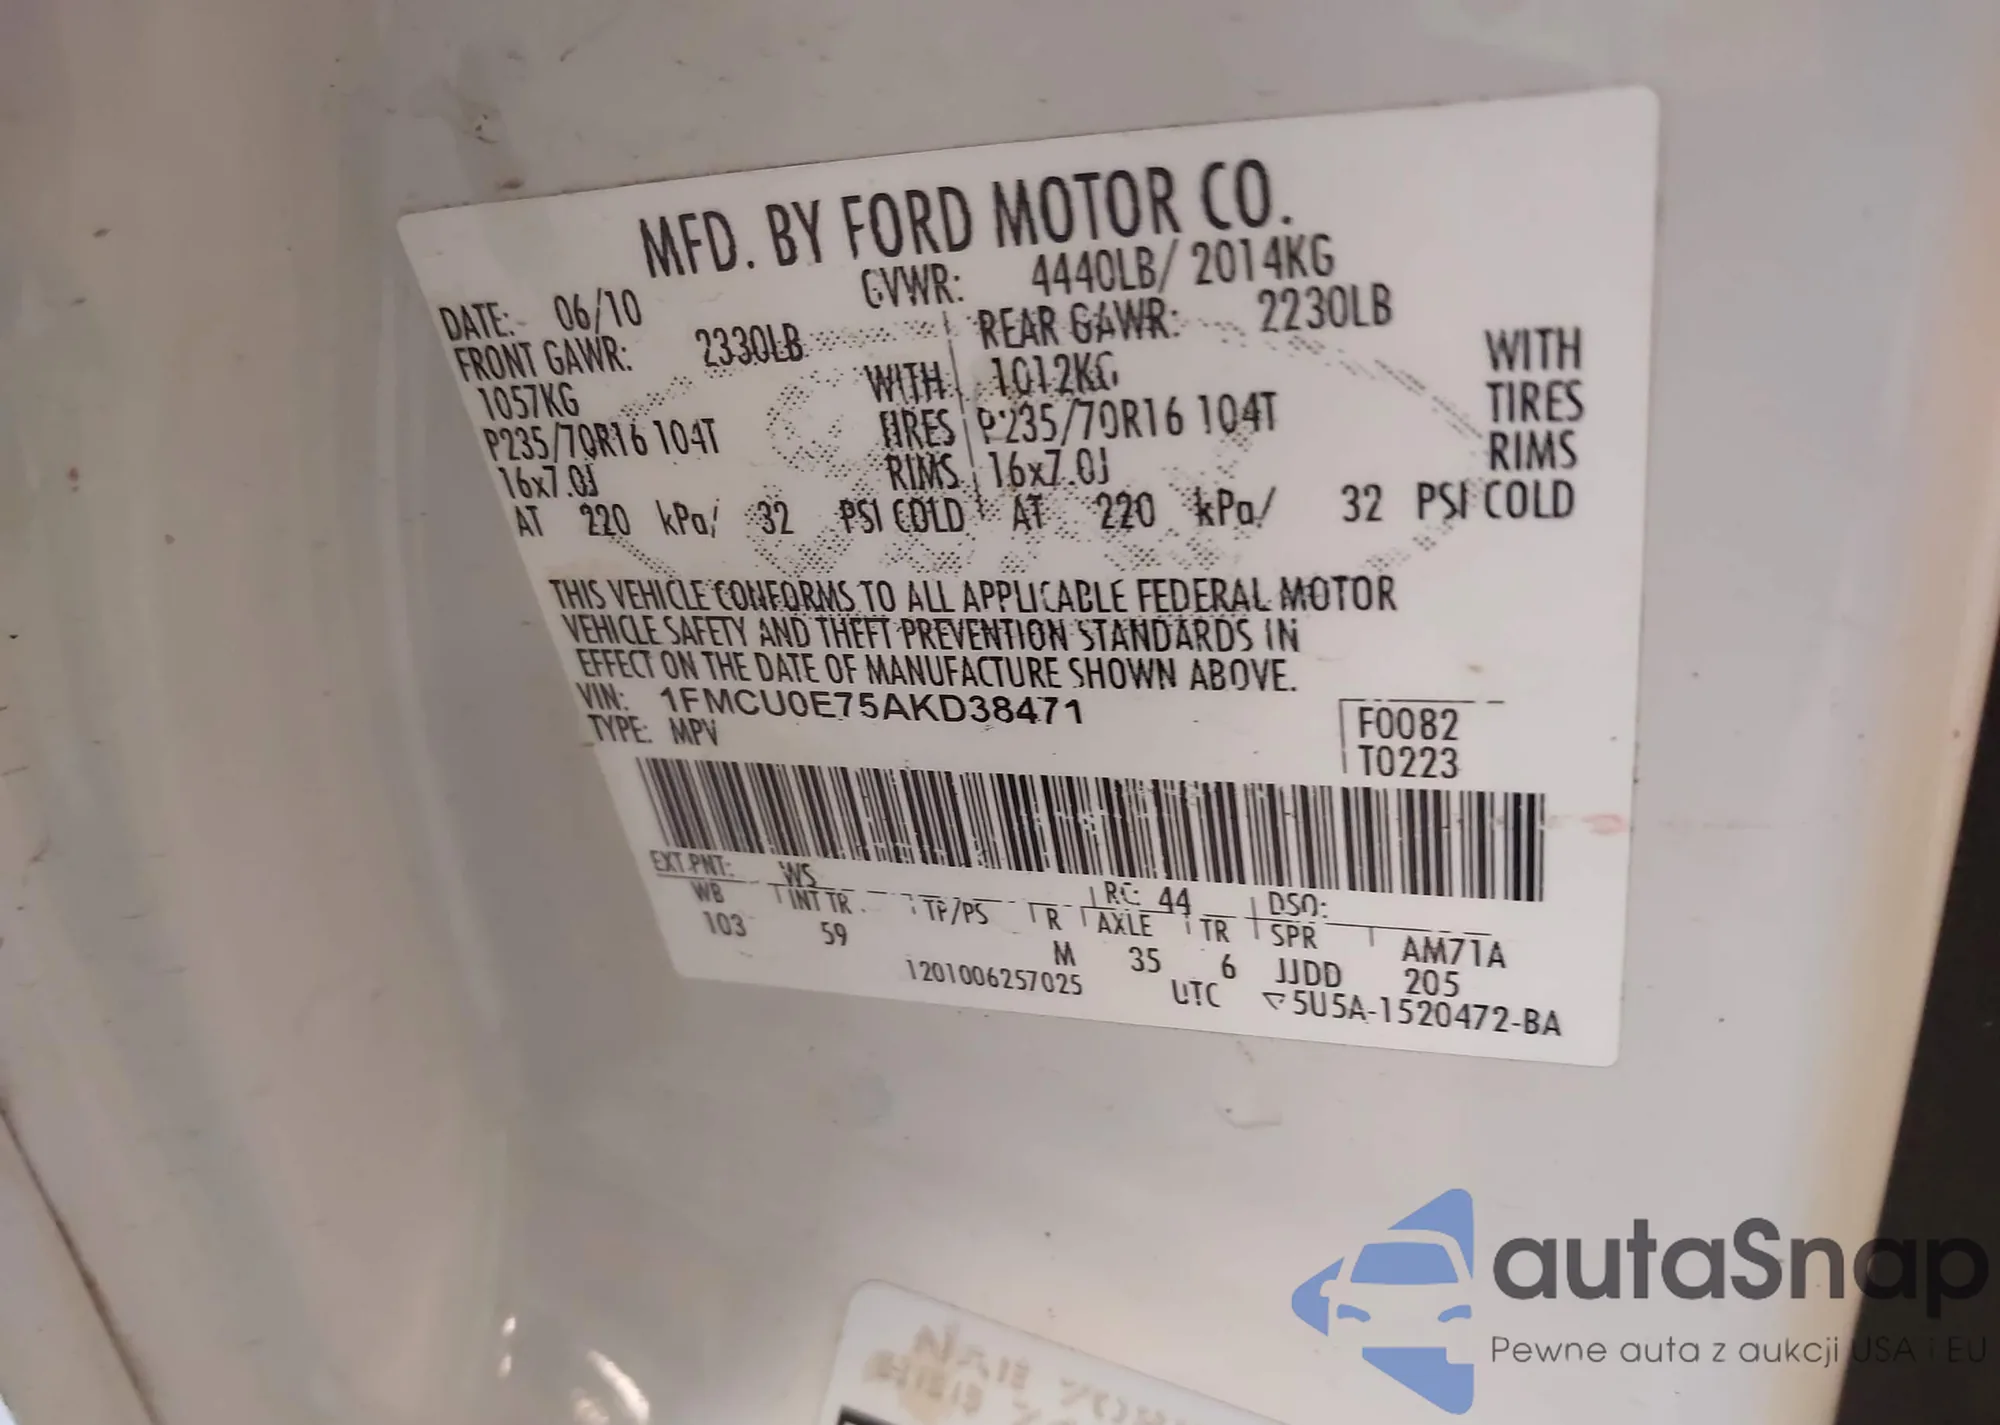 MFD. BY FORD MOTOR CO.
DATE: 06/10 GVWR: 4440LB/ 2014KG
FRONT GAWR: 2330LB REAR GAWR: 2230LB
1057KG WITH 1012KG WITH
P235/70R16 104T TIRES P235/70R16 104T TIRES
16x7.0J RIMS 16x7.0J RIMS
AT 220 kPa/ 32 PSI COLD AT 220 kPa/ 32 PSI COLD
THIS VEHICLE CONFORMS TO ALL APPLICABLE FEDERAL MOTOR
VEHICLE SAFETY AND THEFT PREVENTION STANDARDS IN
EFFECT ON THE DATE OF MANUFACTURE SHOWN ABOVE.
VIN: 1FMCU0E75AKD38471
TYPE: MPV
F0082
T0223
EXT PNT: WS RC: 44 DSO:
WB INT TR TP/PS R AXLE TR SPR AM71A
103 59 M 35 6 JJDD 205
1201006257025 UTC ▽5U5A-1520472-BA
autaSnap
Pewne auta z aukcji USA i EU